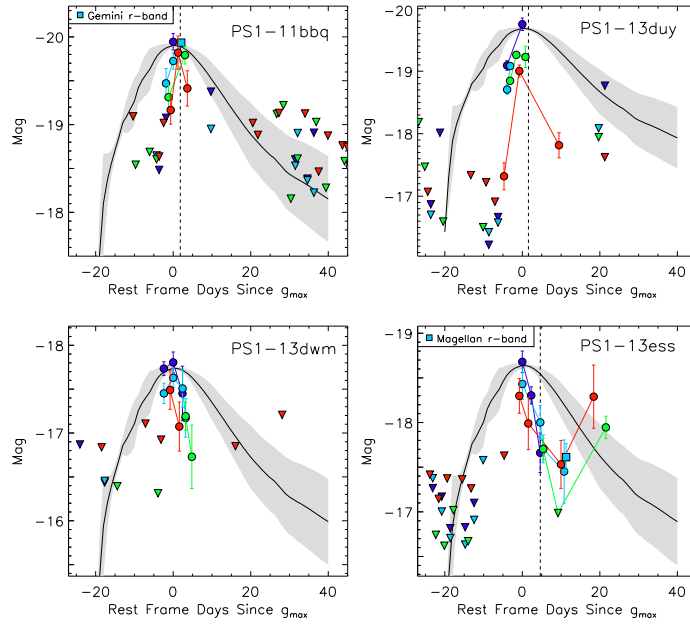 Gemini r-band
PS1-11bbq
-20
-19
-18
Mag
-20
0
20
40
Rest Frame Days Since gmax
PS1-13duy
-20
-19
-18
-17
Mag
-20
0
20
40
Rest Frame Days Since gmax
PS1-13dwm
-18
-17
-16
Mag
-20
0
20
40
Rest Frame Days Since gmax
Magellan r-band
PS1-13ess
-19
-18
-17
Mag
-20
0
20
40
Rest Frame Days Since gmax